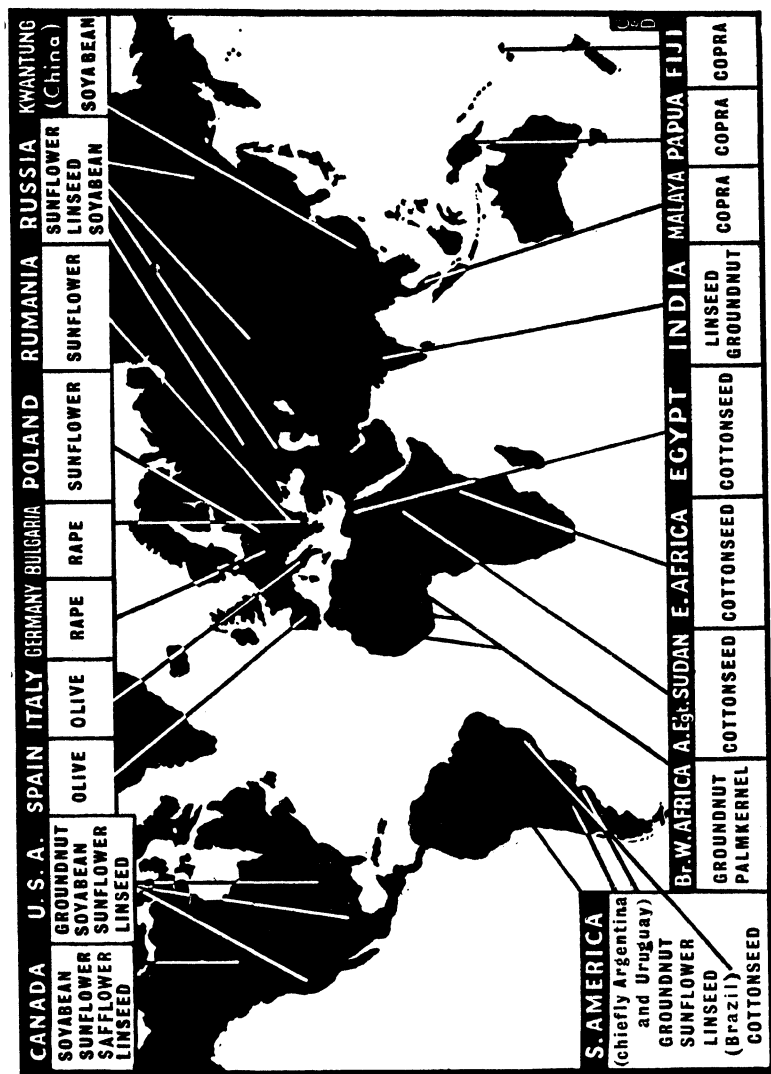 CANADA
SOYABEAN
SUNFLOWER
SAFFLOWER
LINSEED
U.S.A.
GROUNDNUT
SOYABEAN
SUNFLOWER
LINSEED
SPAIN
OLIVE
ITALY
OLIVE
GERMANY
RAPE
BULGARIA
RAPE
POLAND
SUNFLOWER
RUMANIA
SUNFLOWER
RUSSIA
SUNFLOWER
LINSEED
SOYABEAN
KWANTUNG
(China)
SOYABEAN
S. AMERICA
(chiefly Argentina
and Uruguay)
GROUNDNUT
SUNFLOWER
LINSEED
(Brazil)
COTTONSEED
Br. W. AFRICA
GROUNDNUT
PALMKERNEL
A. Egt. SUDAN
COTTONSEED
E. AFRICA
COTTONSEED
EGYPT
COTTONSEED
INDIA
LINSEED
GROUNDNUT
MALAYA
COPRA
PAPUA
COPRA
FIJI
COPRA